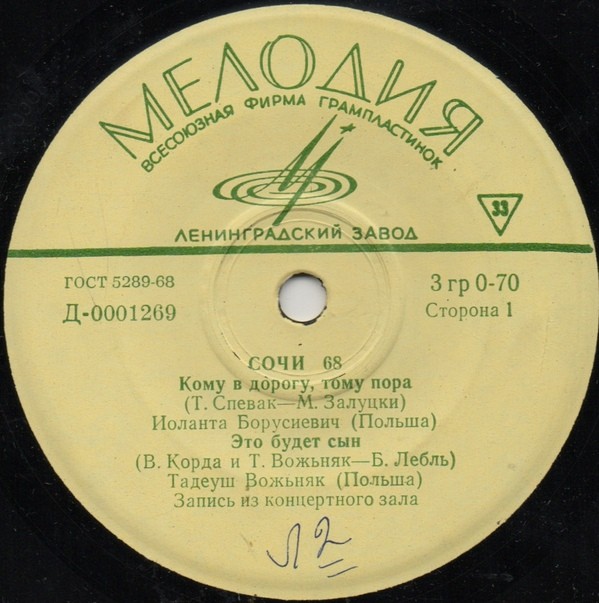 МЕЛОДИЯ
ВСЕСОЮЗНАЯ ФИРМА ГРАМПЛАСТИНОК
33
ЛЕНИНГРАДСКИЙ ЗАВОД
ГОСТ 5289-68
3 гр 0-70
Д-0001269
Сторона 1
СОЧИ 68
Кому в дорогу, тому пора
(Т. Спевак—М. Залуцки)
Иоланта Борусиевич (Польша)
Это будет сын
(В. Корда и Т. Вожьняк—Б. Лебль)
Тадеуш Вожьняк (Польша)
Запись из концертного зала
Л2